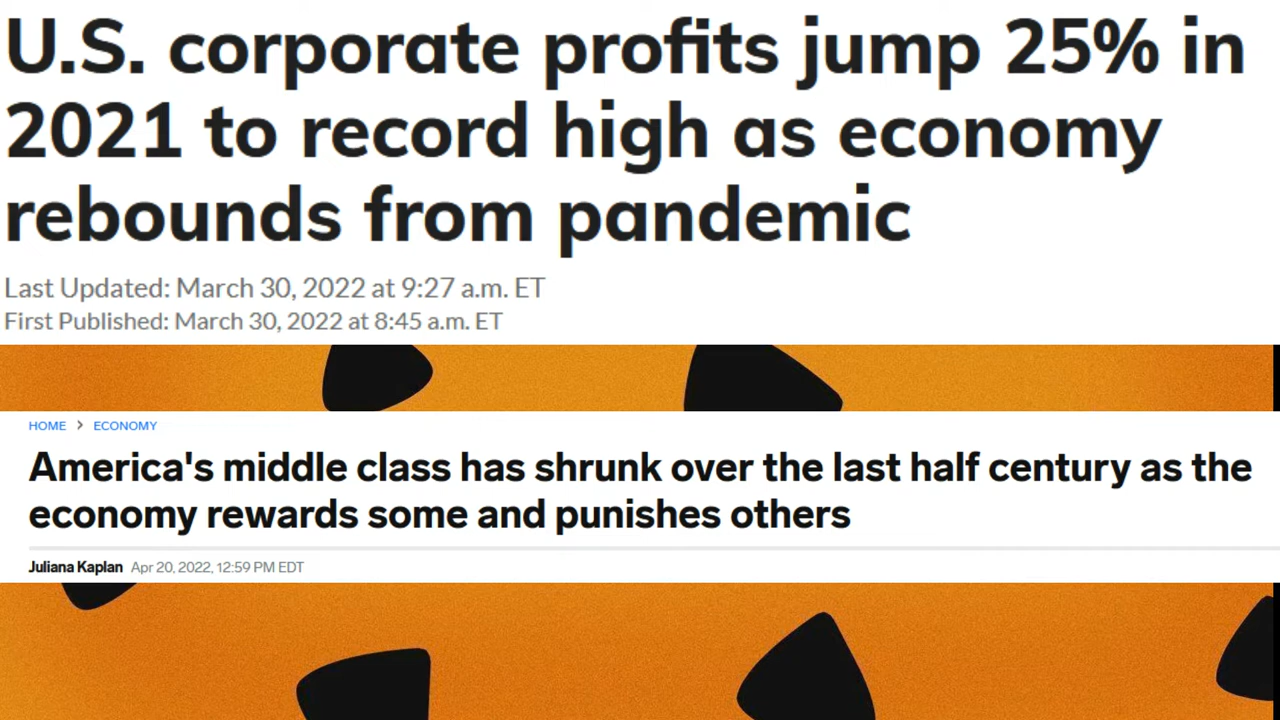 U.S. corporate profits jump 25% in
2021 to record high as economy
rebounds from pandemic
Last Updated: March 30, 2022 at 9:27 a.m. ET
First Published: March 30, 2022 at 8:45 a.m. ET
HOME > ECONOMY
America's middle class has shrunk over the last half century as the
economy rewards some and punishes others
Juliana Kaplan Apr 20, 2022, 12:59 PM EDT